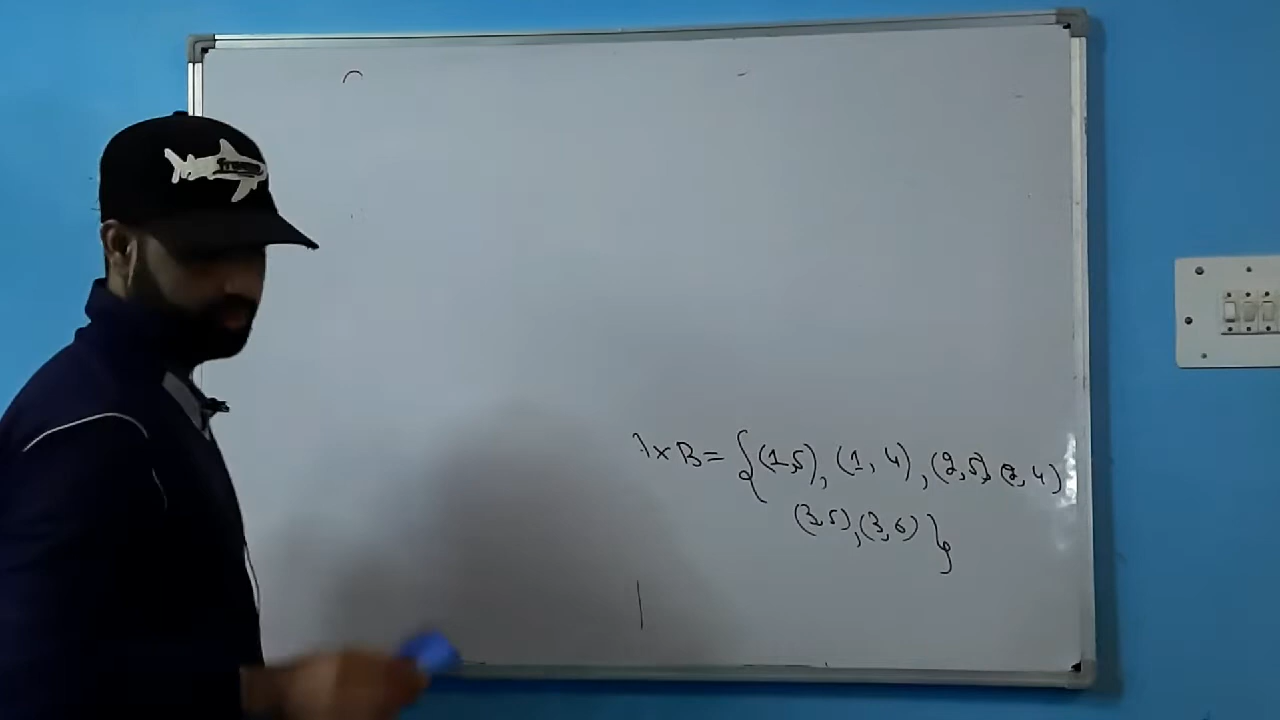 A×B= {(1,5), (1, 4), (2,5), (2, 4)
(3,5), (3,6) }